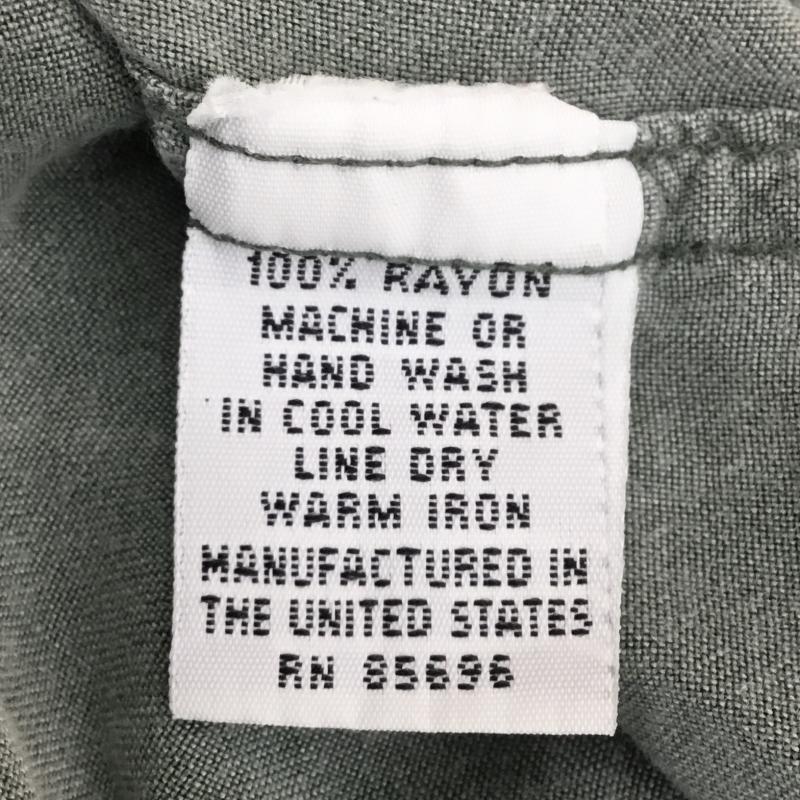 100% RAYON
MACHINE OR
HAND WASH
IN COOL WATER
LINE DRY
WARM IRON
MANUFACTURED IN
THE UNITED STATES
RN 85696